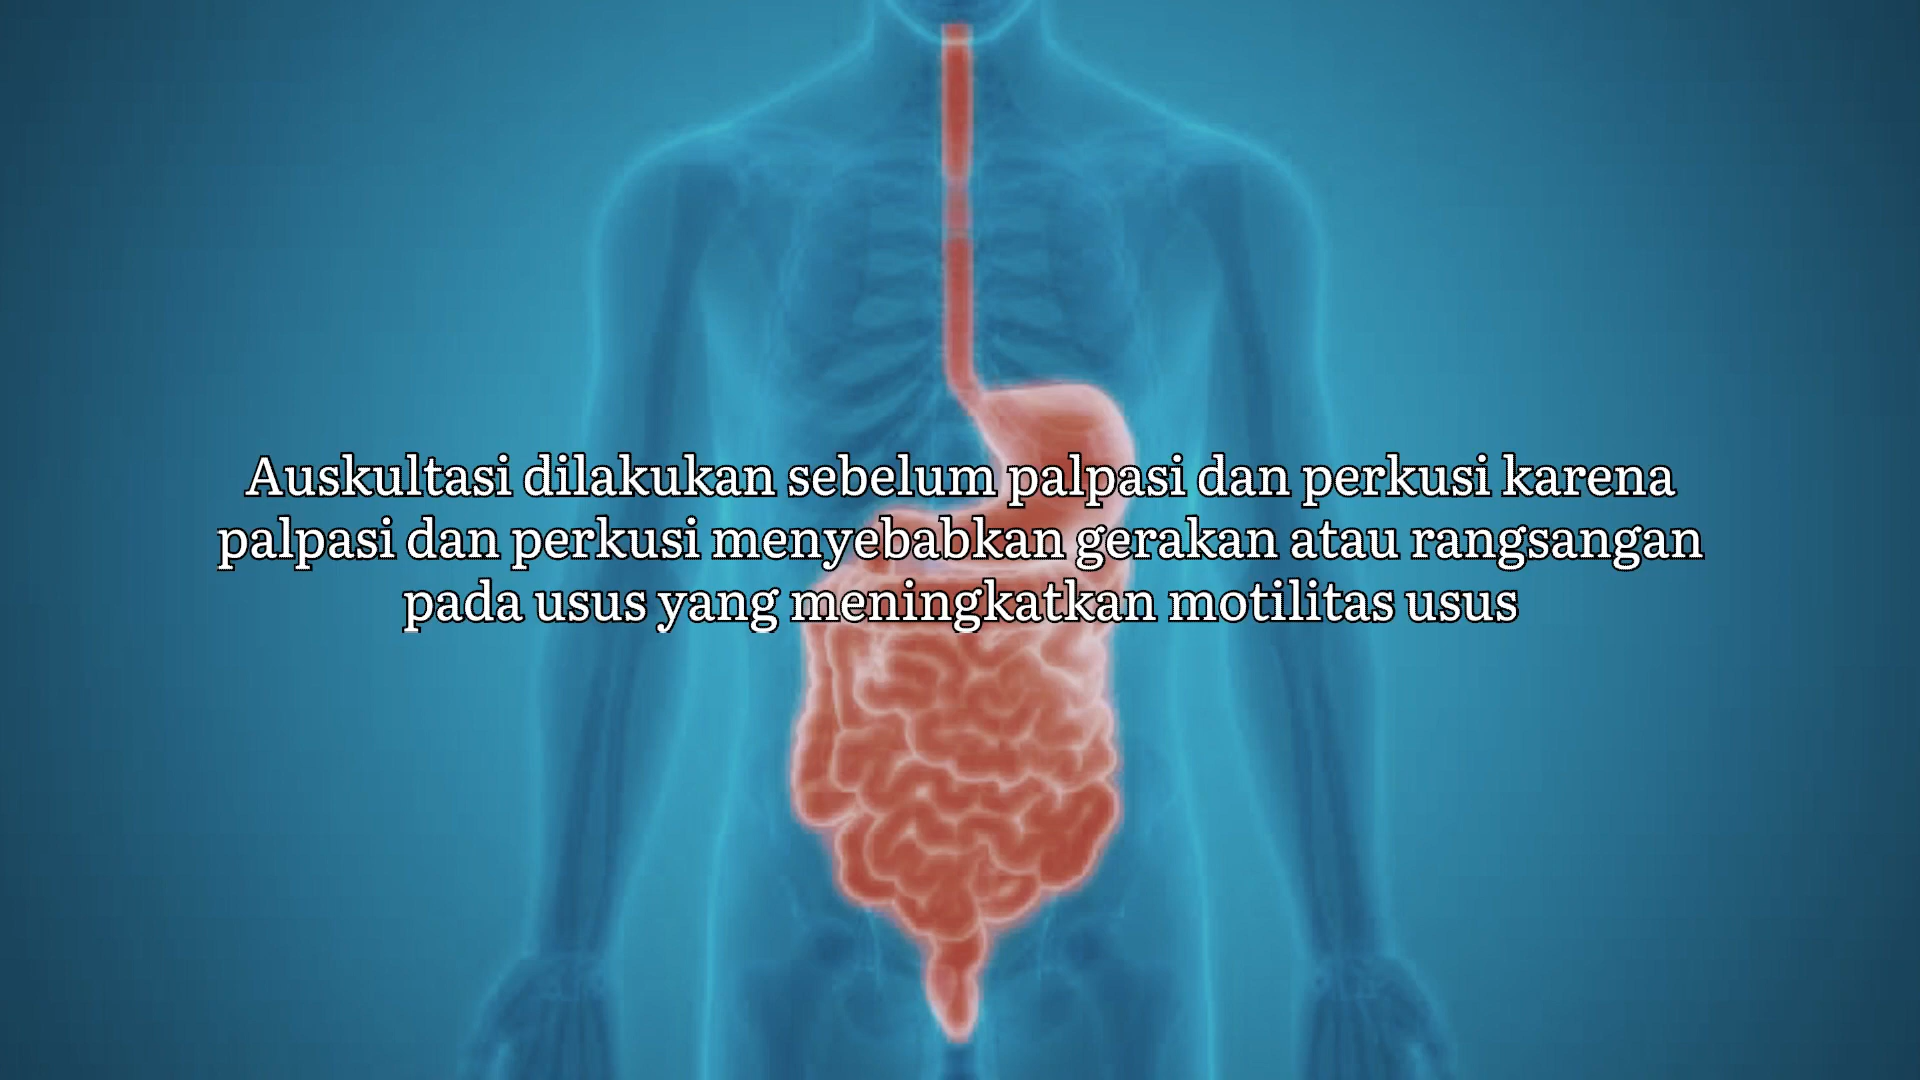 Auskultasi dilakukan sebelum palpasi dan perkusi karena
palpasi dan perkusi menyebabkan gerakan atau rangsangan
pada usus yang meningkatkan motilitas usus